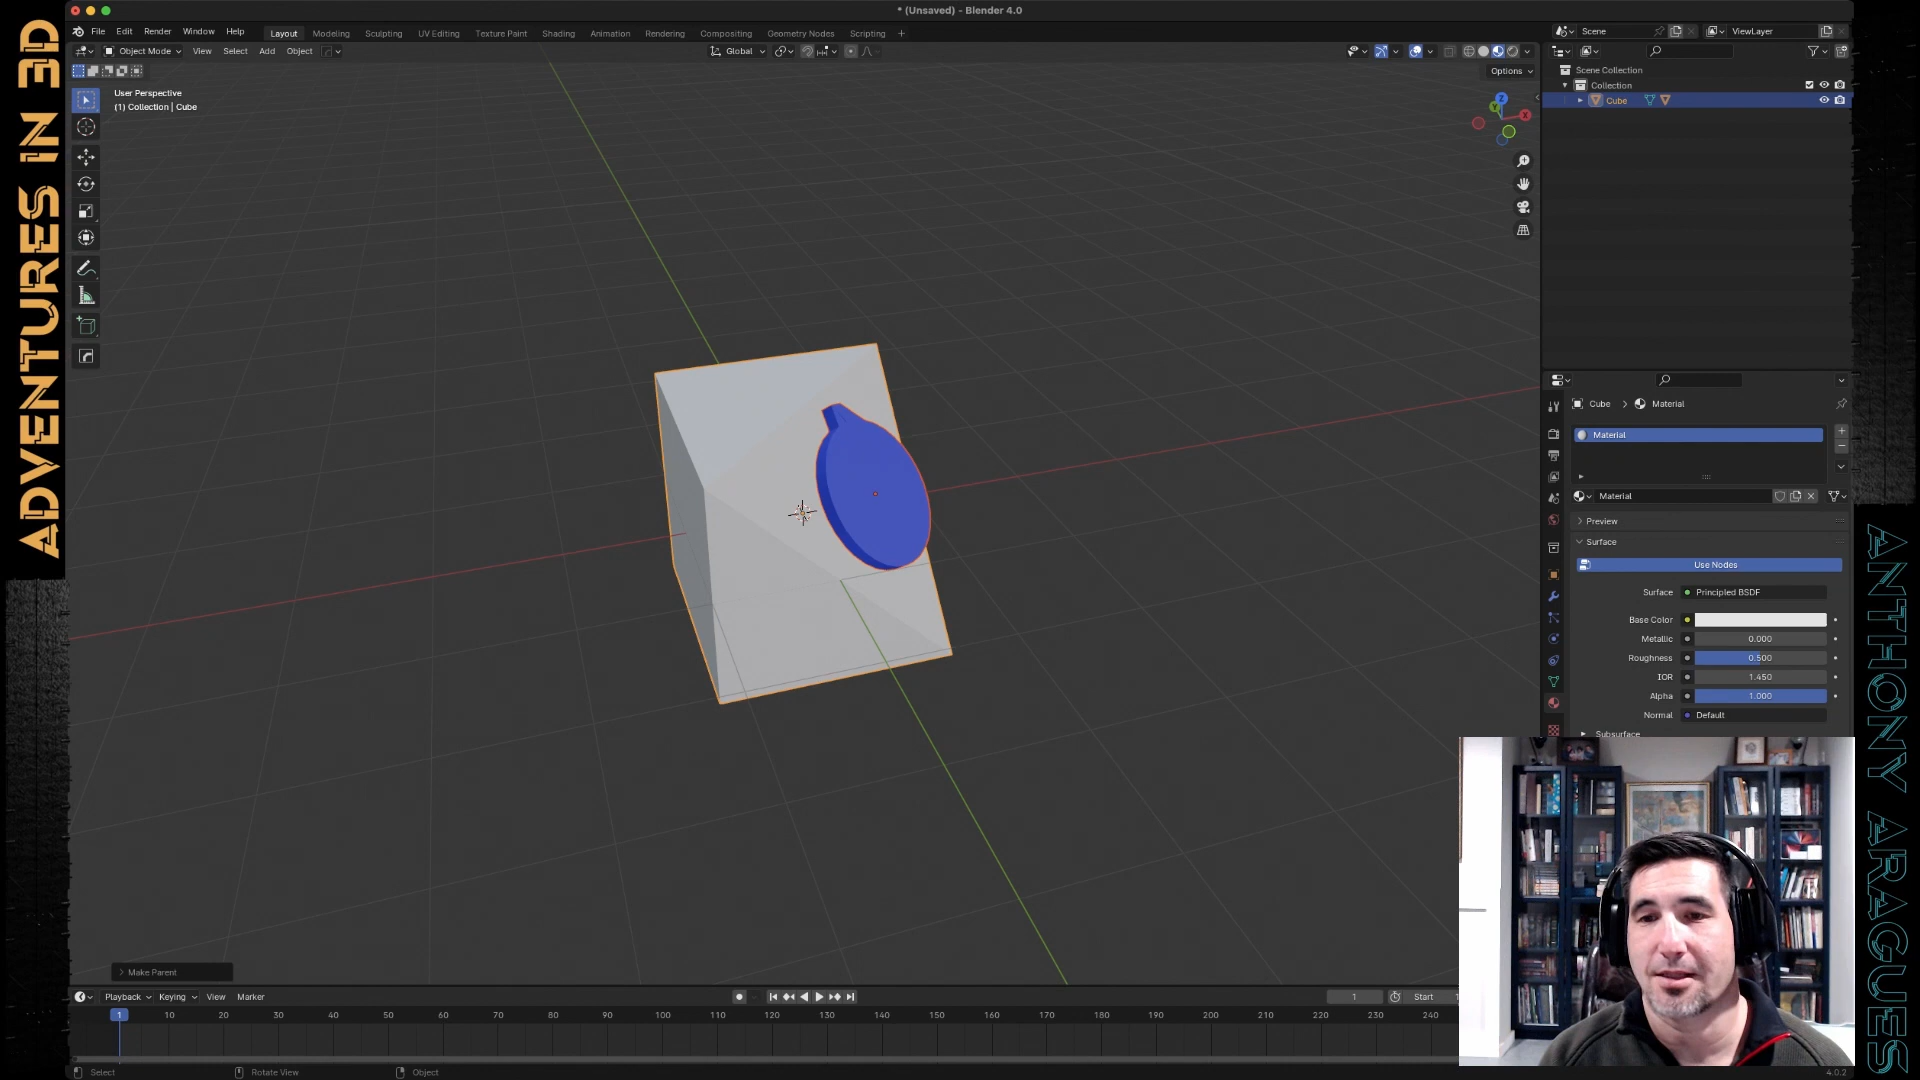 ADVENTURES IN 3D
* (Unsaved) - Blender 4.0
File Edit Render Window Help Layout Modeling Sculpting UV Editing Texture Paint Shading Animation Rendering Compositing Geometry Nodes Scripting + Scene ViewLayer
Object Mode View Select Add Object Global
Options
User Perspective
(1) Collection | Cube
Z
Y
X
Scene Collection
Collection
Cube
Cube > Material
Material
Material
Preview
Surface
Use Nodes
Surface Principled BSDF
Base Color
Metallic 0.000
Roughness 0.500
IOR 1.450
Alpha 1.000
Normal Default
Subsurface
Make Parent
Playback Keying View Marker 1 Start 1
1 10 20 30 40 50 60 70 80 90 100 110 120 130 140 150 160 170 180 190 200 210 220 230 240
Select Rotate View Object 4.0.2
ANTHONY ARAGUES